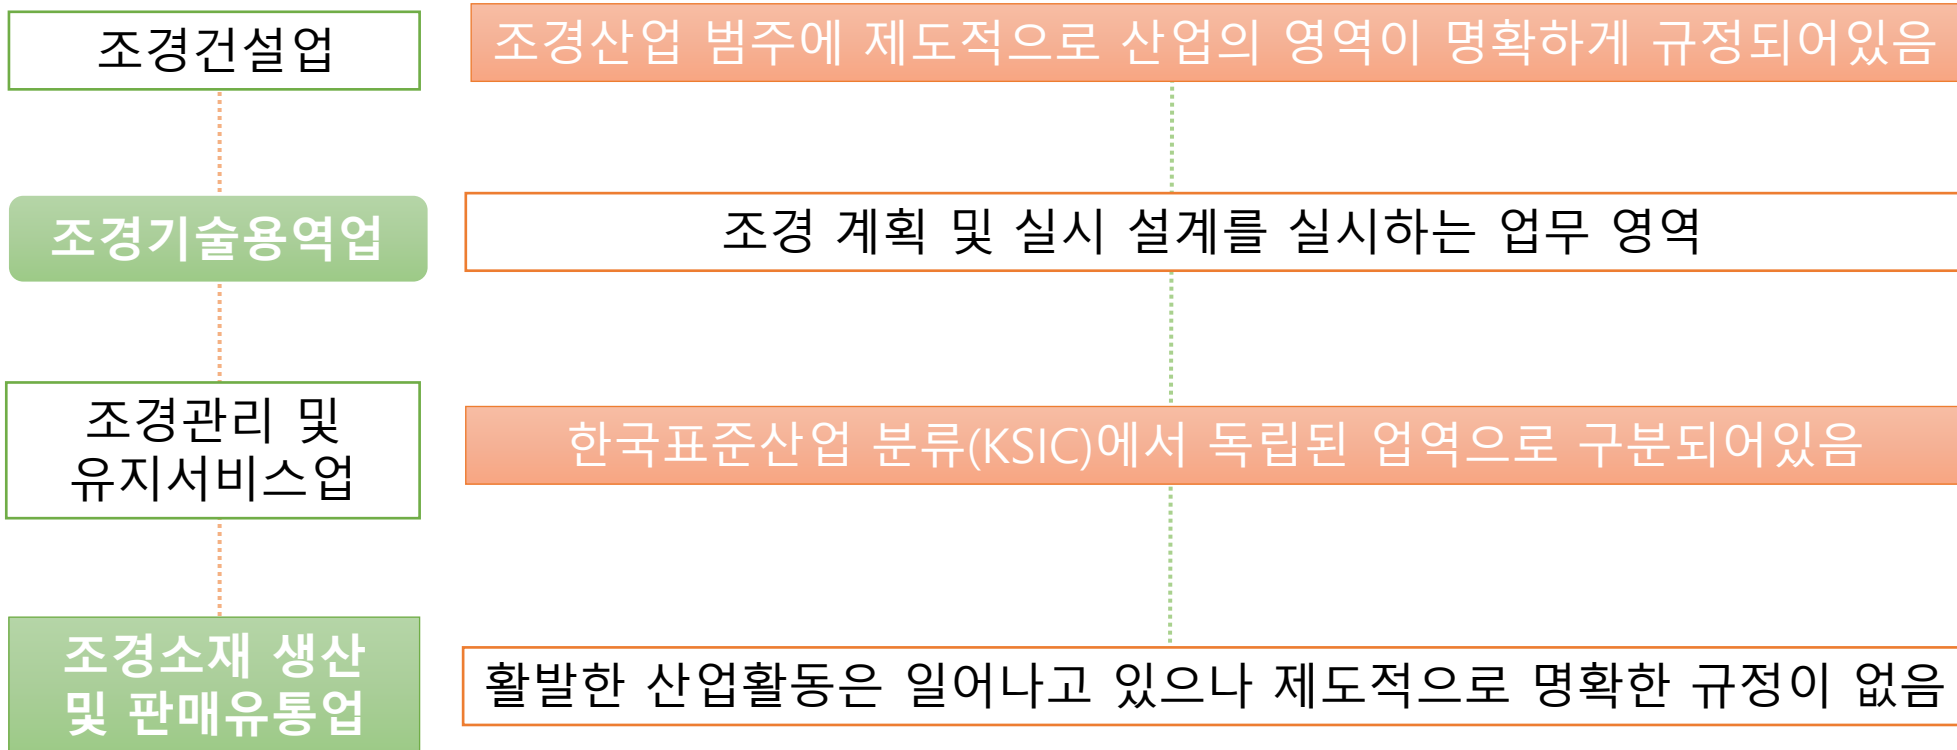 조경건설업
조경산업 범주에 제도적으로 산업의 영역이 명확하게 규정되어있음
조경기술용역업
조경 계획 및 실시 설계를 실시하는 업무 영역
조경관리 및
유지서비스업
한국표준산업 분류(KSIC)에서 독립된 업역으로 구분되어있음
조경소재 생산
및 판매유통업
활발한 산업활동은 일어나고 있으나 제도적으로 명확한 규정이 없음